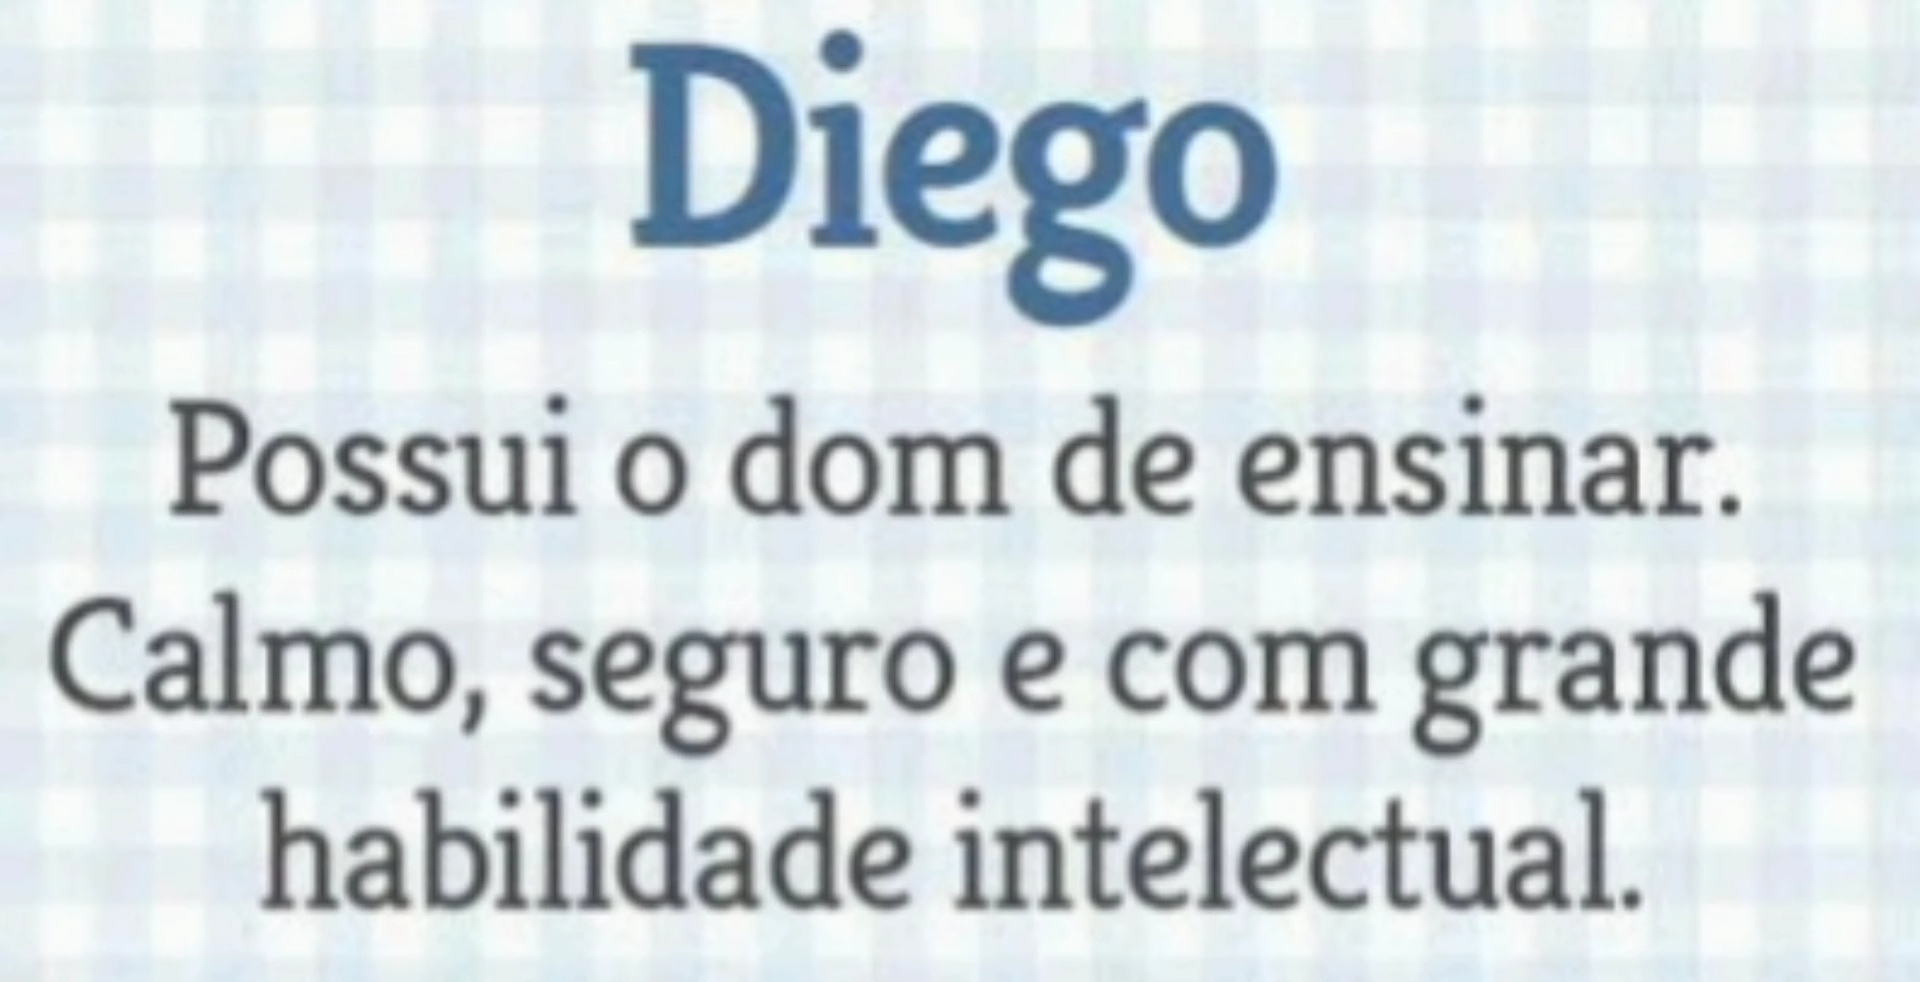 Diego
Possui o dom de ensinar.
Calmo, seguro e com grande
habilidade intelectual.